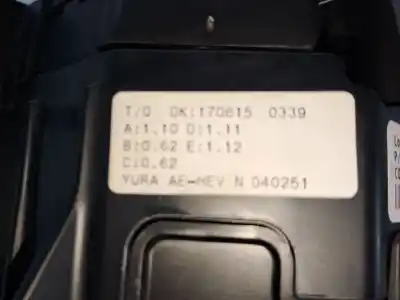 T/O OK:170615 0339
A:1.10 D:1.11
B:0.62 E:1.12
C:0.62
YURA AE-HEV N 040251